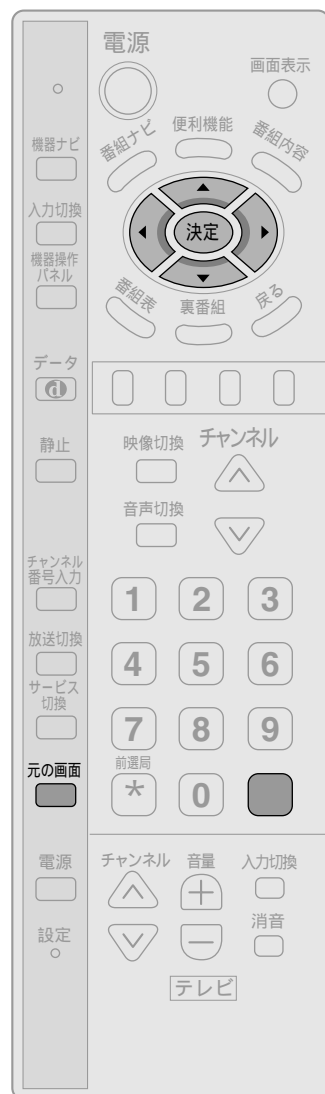 電源
画面表示
機器ナビ
番組ナビ
便利機能
番組内容
入力切換
決定
機器操作
パネル
番組表
裏番組
戻る
データ
d
静止
映像切換
チャンネル
音声切換
チャンネル
番号入力
1
2
3
放送切換
4
5
6
サービス
切換
7
8
9
元の画面
前選局
*
0
電源
チャンネル
音量
入力切換
+
消音
設定
−
テレビ